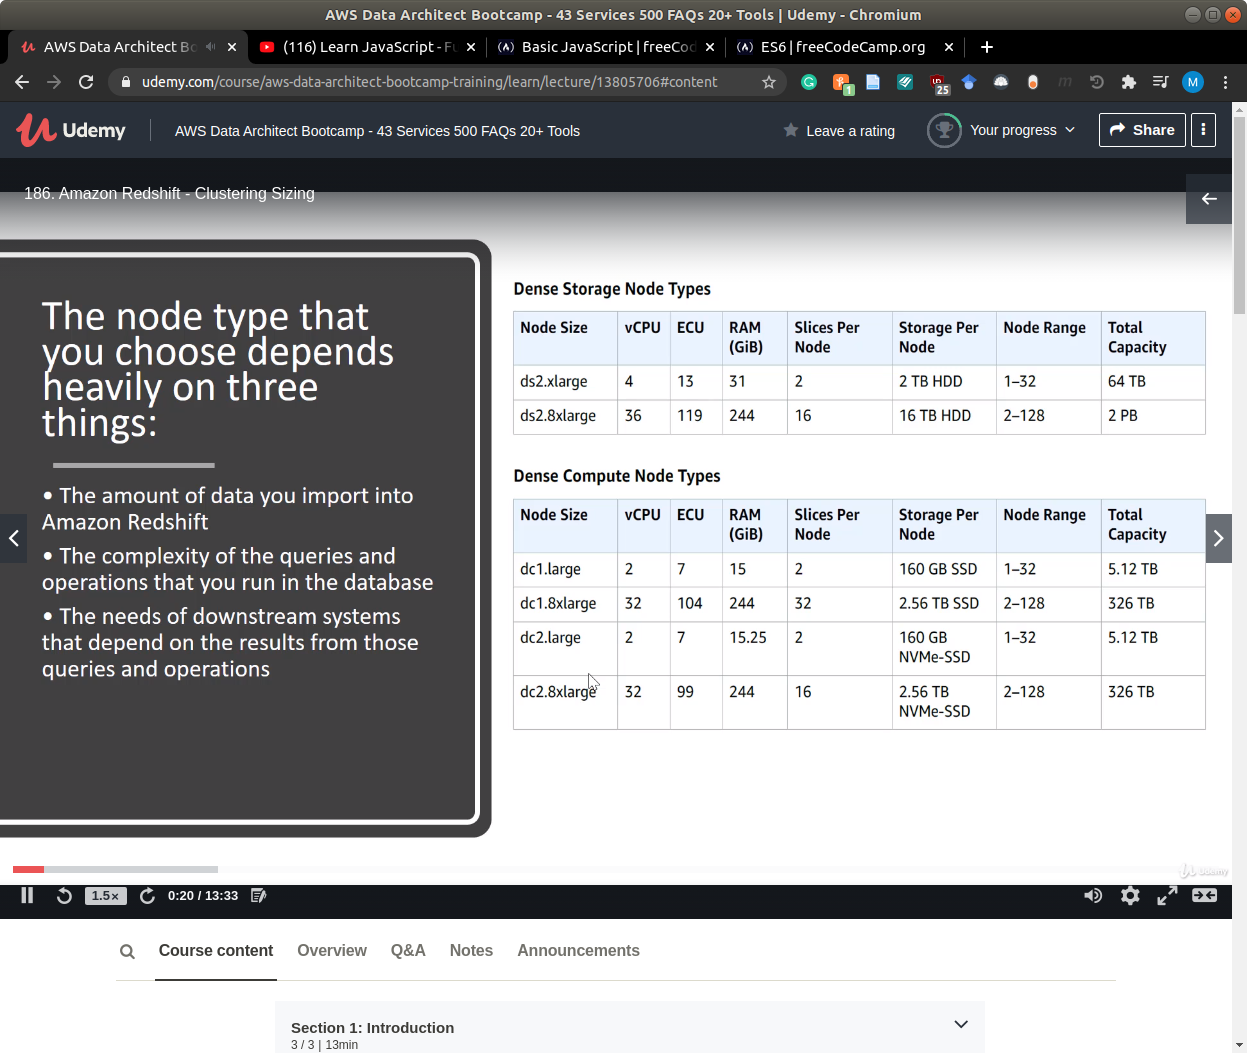 AWS Data Architect Bootcamp - 43 Services 500 FAQs 20+ Tools | Udemy - Chromium
AWS Data Architect Bo
(116) Learn JavaScript - Fu
Basic JavaScript | freeCod
ES6 | freeCodeCamp.org
udemy.com/course/aws-data-architect-bootcamp-training/learn/lecture/13805706#content
1
25
M
Udemy
AWS Data Architect Bootcamp - 43 Services 500 FAQs 20+ Tools
Leave a rating
Your progress
Share
186. Amazon Redshift - Clustering Sizing
The node type that
you choose depends
heavily on three
things:
• The amount of data you import into
Amazon Redshift
• The complexity of the queries and
operations that you run in the database
• The needs of downstream systems
that depend on the results from those
queries and operations
Dense Storage Node Types
Node Size vCPU ECU RAM (GiB) Slices Per Node Storage Per Node Node Range Total Capacity
ds2.xlarge 4 13 31 2 2 TB HDD 1–32 64 TB
ds2.8xlarge 36 119 244 16 16 TB HDD 2–128 2 PB
Dense Compute Node Types
Node Size vCPU ECU RAM (GiB) Slices Per Node Storage Per Node Node Range Total Capacity
dc1.large 2 7 15 2 160 GB SSD 1–32 5.12 TB
dc1.8xlarge 32 104 244 32 2.56 TB SSD 2–128 326 TB
dc2.large 2 7 15.25 2 160 GB NVMe-SSD 1–32 5.12 TB
dc2.8xlarge 32 99 244 16 2.56 TB NVMe-SSD 2–128 326 TB
Udemy
1.5×
0:20 / 13:33
Course content
Overview
Q&A
Notes
Announcements
Section 1: Introduction
3 / 3 | 13min